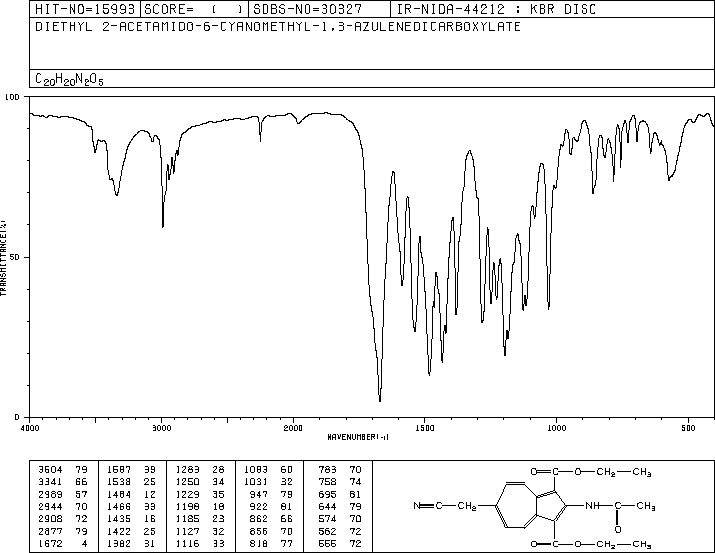 HIT-NO=15993 SCORE= ( ) SDBS-NO=30327 IR-NIDA-44212 : KBR DISC
DIETHYL 2-ACETAMIDO-6-CYANOMETHYL-1,3-AZULENEDICARBOXYLATE
C20H20N2O5
100
50
0
TRANSMITTANCE(%)
4000 3000 2000 1500 1000 500
WAVENUMBER(-1)
3504 79 1587 39 1283 28 1083 60 783 70
3341 66 1538 25 1250 34 1031 32 758 74
2989 57 1484 12 1229 35 947 79 695 81
2944 70 1466 33 1198 18 922 81 644 79
2908 72 1435 16 1185 23 862 66 574 70
2877 79 1422 25 1127 32 856 70 562 72
1672 4 1382 31 1116 33 818 77 555 72
O=C-O-CH2-CH3
N≡C-CH2 NH-C-CH3
O
O=C-O-CH2-CH3